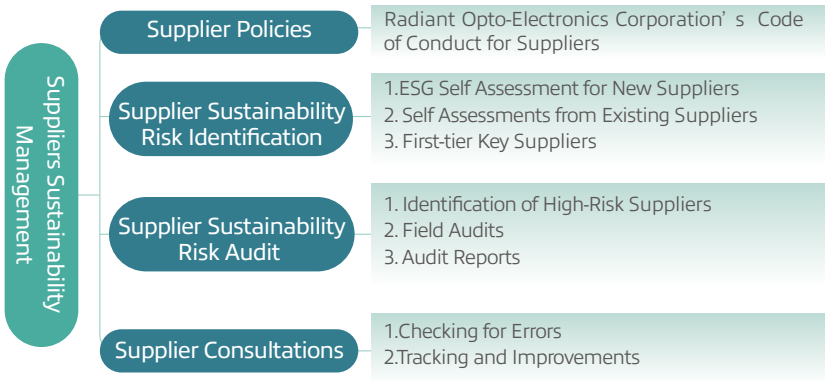 Suppliers Sustainability
Management
Supplier Policies
Radiant Opto-Electronics Corporation’ s Code
of Conduct for Suppliers
Supplier Sustainability
Risk Identification
1.ESG Self Assessment for New Suppliers
2. Self Assessments from Existing Suppliers
3. First-tier Key Suppliers
Supplier Sustainability
Risk Audit
1. Identification of High-Risk Suppliers
2. Field Audits
3. Audit Reports
Supplier Consultations
1.Checking for Errors
2.Tracking and Improvements